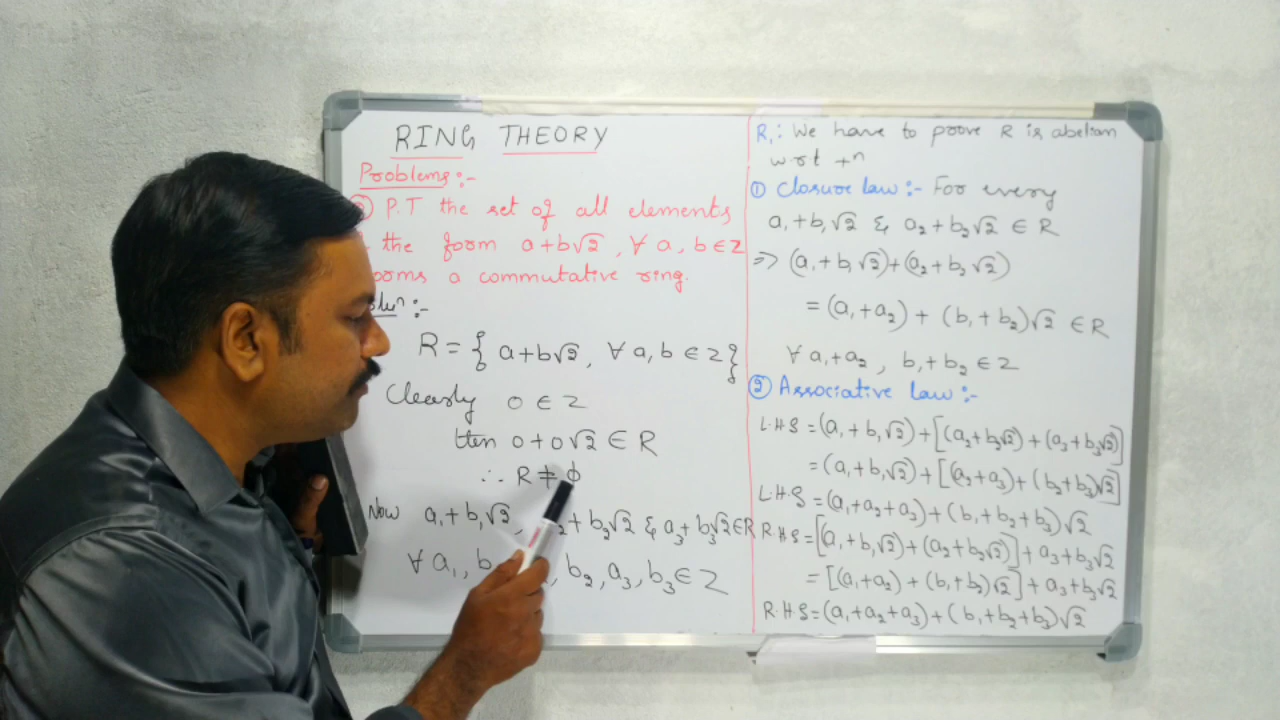 RING THEORY
Problems:-
P.T the set of all elements
the form a+b√2, ∀ a, b ∈ Z
a commutative ring.
:-
R = { a+b√2, ∀ a,b ∈ Z }
Clearly 0 ∈ Z
then 0+0√2 ∈ R
∴ R ≠ ϕ
Now a₁+b₁√2, ₂+b₂√2 & a₃+b₃√2∈R
∀ a₁, b₂, a₃, b₃ ∈ Z
R₁: We have to prove R is abelian
w.r.t +ⁿ
① Closure law:- For every
a₁+b₁√2 & a₂+b₂√2 ∈ R
⇒ (a₁+b₁√2)+(a₂+b₂√2)
= (a₁+a₂) + (b₁+b₂)√2 ∈ R
∀ a₁+a₂, b₁+b₂ ∈ Z
② Associative law:-
L.H.S = (a₁+b₁√2)+[(a₂+b₂√2)+(a₃+b₃√2)]
= (a₁+b₁√2)+[(a₂+a₃)+(b₂+b₃)√2]
L.H.S = (a₁+a₂+a₃)+(b₁+b₂+b₃)√2
R.H.S = [(a₁+b₁√2)+(a₂+b₂√2)]+a₃+b₃√2
= [(a₁+a₂)+(b₁+b₂)√2]+a₃+b₃√2
R.H.S = (a₁+a₂+a₃)+(b₁+b₂+b₃)√2